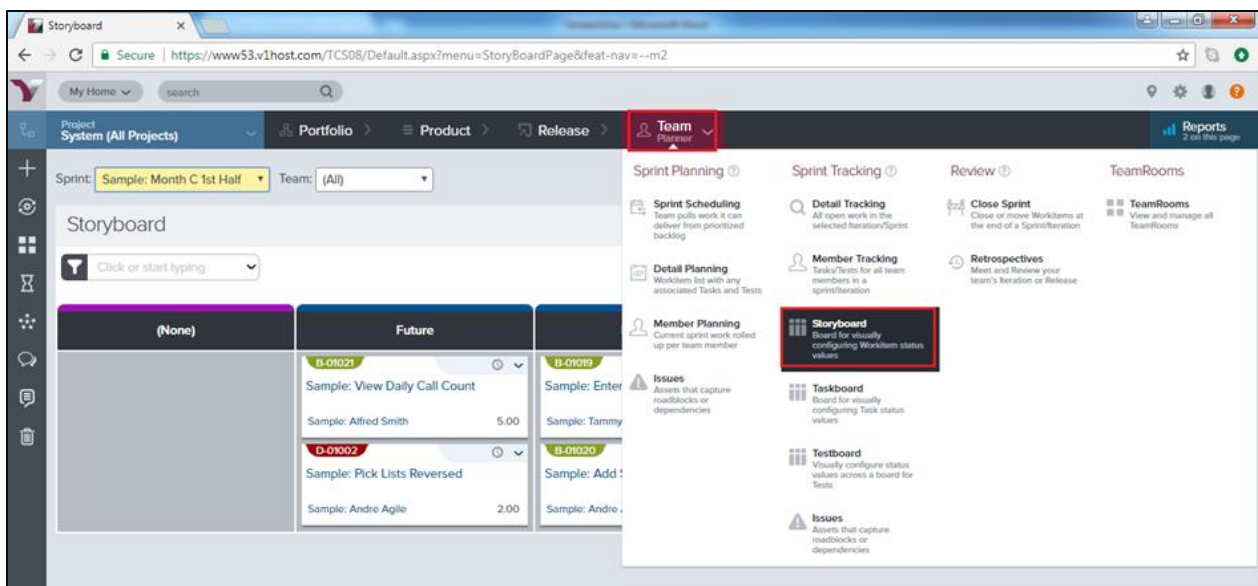 Storyboard
Secure | https://www53.v1host.com/TCS08/Default.aspx?menu=StoryBoardPage&feat-nav=--m2
My Home
search
Project
System (All Projects)
Portfolio
Product
Release
Team
Planner
Reports
2 on this page
Sprint: Sample: Month C 1st Half
Team: (All)
Storyboard
Click or start typing
(None)
Future
B-01021
Sample: View Daily Call Count
Sample: Alfred Smith
5.00
D-01002
Sample: Pick Lists Reversed
Sample: Andre Agile
2.00
B-01019
Sample: Enter
Sample: Tammy
B-01020
Sample: Add
Sample: Andre
Sprint Planning
Sprint Scheduling
Team pulls work it can
deliver from prioritized
backlog
Detail Planning
Workitem list with any
associated Tasks and Tests
Member Planning
Current sprint work rolled
up per team member
Issues
Assets that capture
roadblocks or
dependencies
Sprint Tracking
Detail Tracking
All open work in the
selected Iteration/Sprint
Member Tracking
Tasks/Tests for all team
members in a
sprint/iteration
Storyboard
Board for visually
configuring Workitem status
values
Taskboard
Board for visually
configuring Task status
values
Testboard
Visually configure status
values across a board for
Tests
Issues
Assets that capture
roadblocks or
dependencies
Review
Close Sprint
Close or move Workitems at
the end of a Sprint/Iteration
Retrospectives
Meet and Review your
team's Iteration or Release
TeamRooms
TeamRooms
View and manage all
TeamRooms